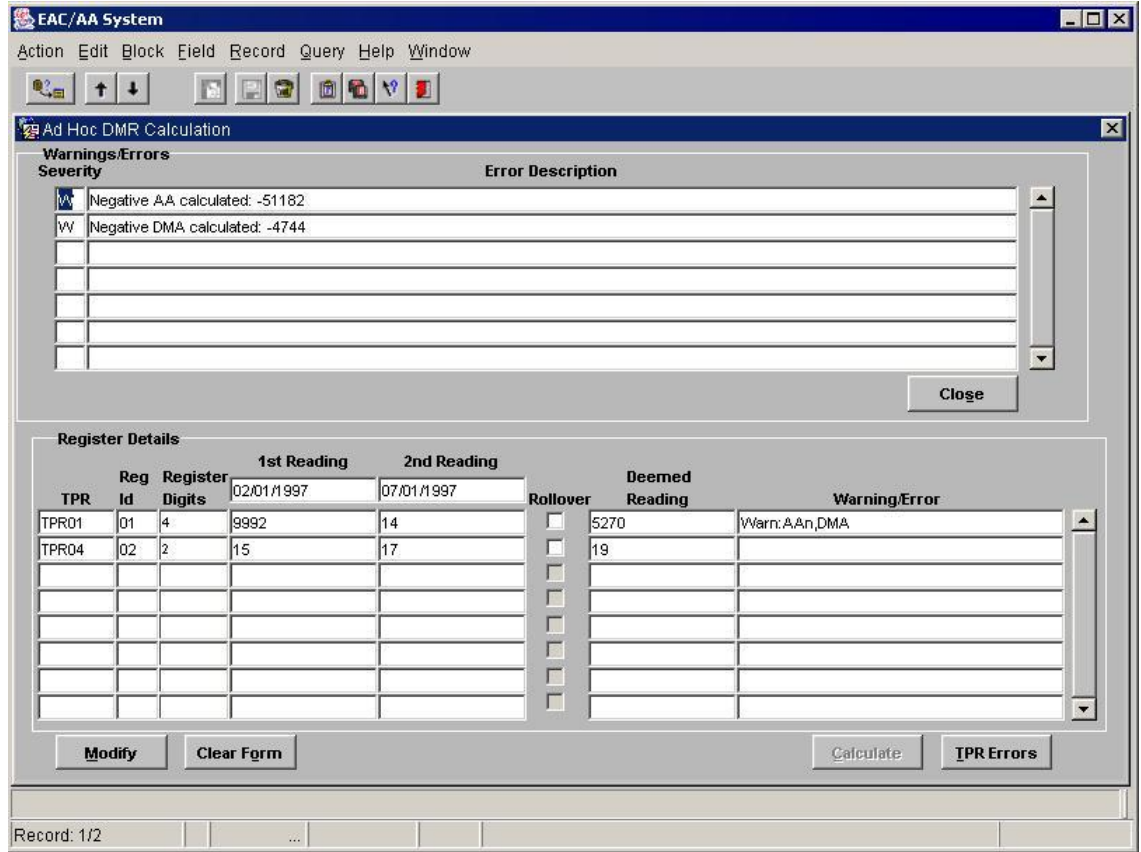 EAC/AA System
Action Edit Block Field Record Query Help Window
Ad Hoc DMR Calculation
Warnings/Errors
Severity Error Description
W Negative AA calculated: -51182
W Negative DMA calculated: -4744
Close
Register Details
1st Reading 2nd Reading
Reg Register Deemed
02/01/1997 07/01/1997
TPR Id Digits Rollover Reading Warning/Error
TPR01 01 4 9992 14 5270 Warn:AAn,DMA
TPR04 02 2 15 17 19
Modify Clear Form Calculate TPR Errors
Record: 1/2 ...